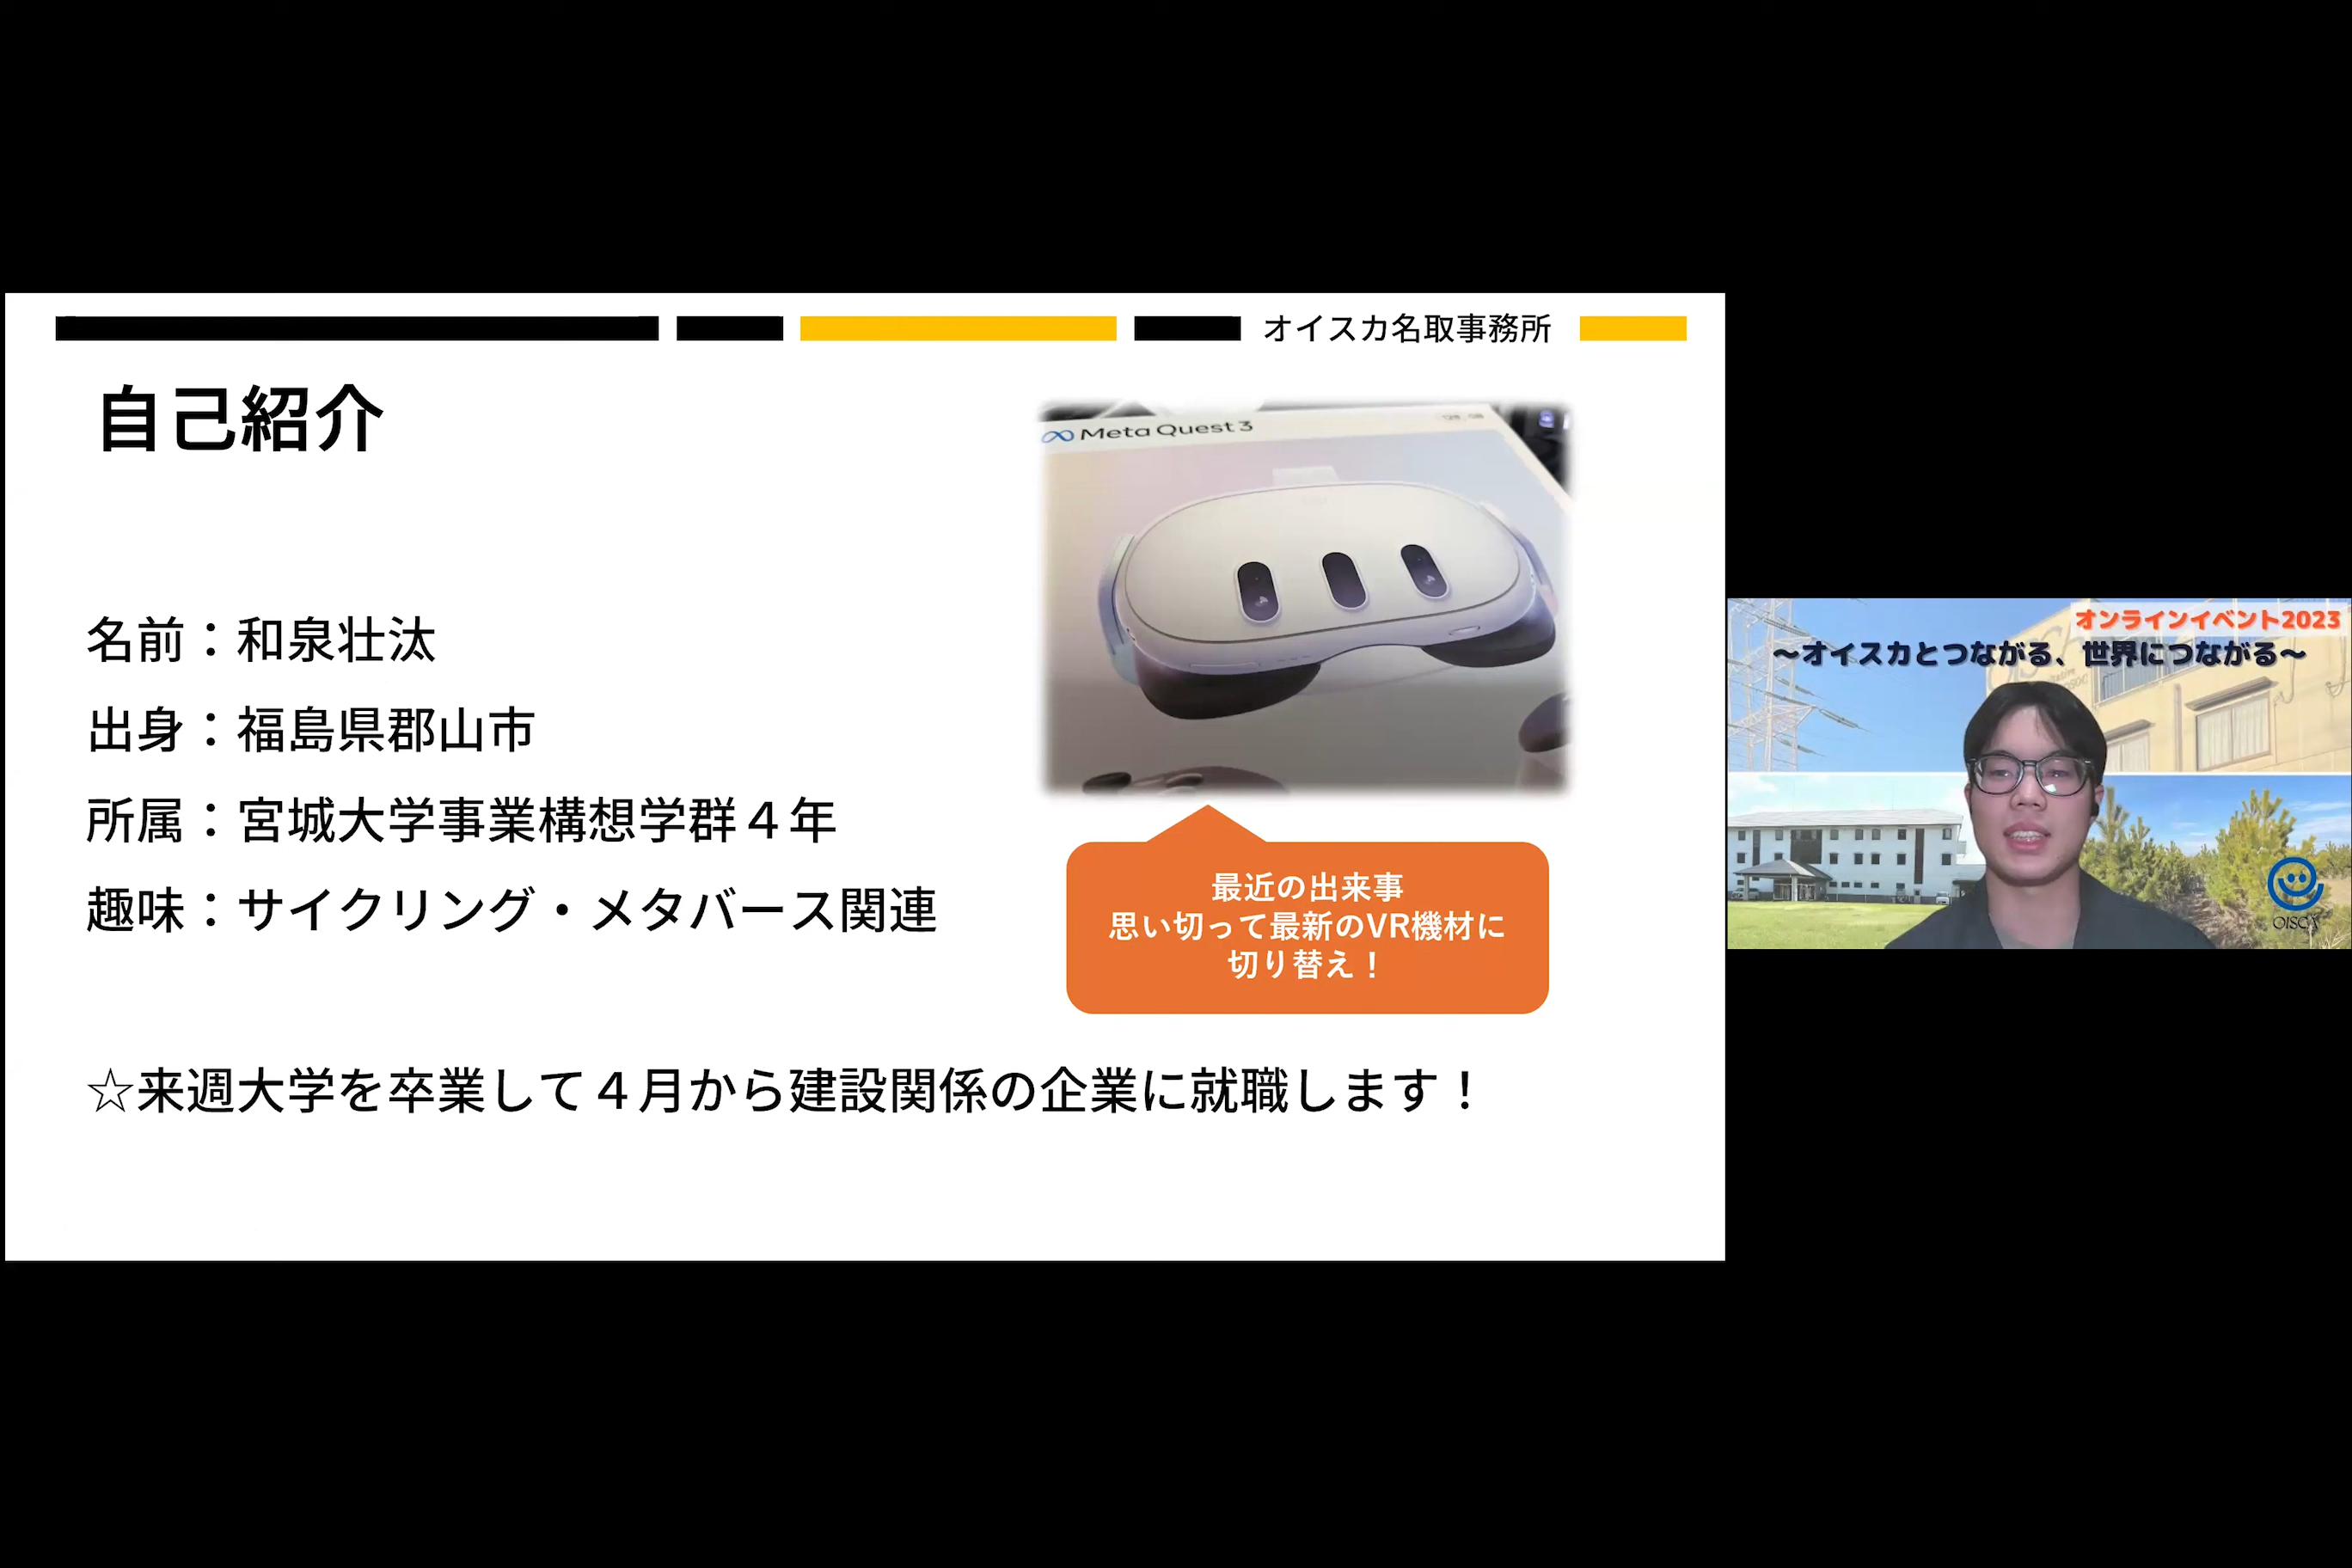 オイスカ名取事務所
自己紹介
Meta Quest 3
名前：和泉壮汰
出身：福島県郡山市
所属：宮城大学事業構想学群４年
趣味：サイクリング・メタバース関連
最近の出来事
思い切って最新のVR機材に
切り替え！
☆来週大学を卒業して４月から建設関係の企業に就職します！
オンラインイベント2023
～オイスカとつながる、世界につながる～
OISCA